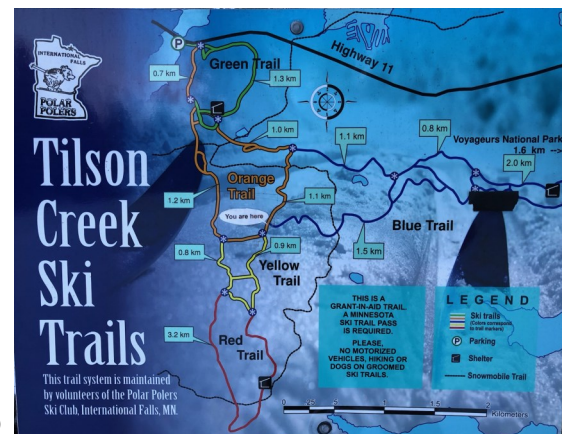 INTERNATIONAL
FALLS
POLAR
POLERS
Tilson
Creek
Ski
Trails
This trail system is maintained
by volunteers of the Polar Polers
Ski Club, International Falls, MN.
P
Highway 11
0.7 km
Green Trail
1.3 km
1.0 km
1.1 km
0.8 km
Voyageurs National Park
1.6 km -->
2.0 km
Orange
Trail
1.2 km
1.1 km
You are here
Blue Trail
1.5 km
0.8 km
0.9 km
Yellow
Trail
3.2 km
Red
Trail
THIS IS A
GRANT-IN-AID TRAIL.
A MINNESOTA
SKI TRAIL PASS
IS REQUIRED.
PLEASE,
NO MOTORIZED
VEHICLES, HIKING OR
DOGS ON GROOMED
SKI TRAILS.
LEGEND
Ski trails
(Colors correspond
to trail markers)
P Parking
Shelter
Snowmobile Trail
0 0.5 1 1.5 2
Kilometers